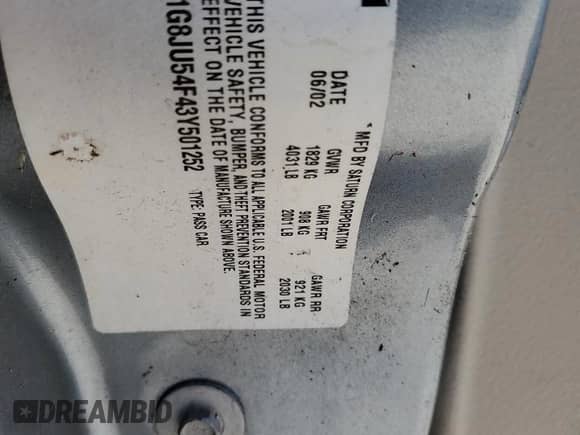 *MFD BY SATURN CORPORATION
DATE GVWR GAWR FRT GAWR RR
06/02 1829 KG 908 KG 921 KG
4031 LB 2001 LB 2030 LB
THIS VEHICLE CONFORMS TO ALL APPLICABLE U.S. FEDERAL MOTOR
VEHICLE SAFETY, BUMPER, AND THEFT PREVENTION STANDARDS IN
EFFECT ON THE DATE OF MANUFACTURE SHOWN ABOVE.
1G8JU54F43Y501252 TYPE: PASS CAR
DREAMBID